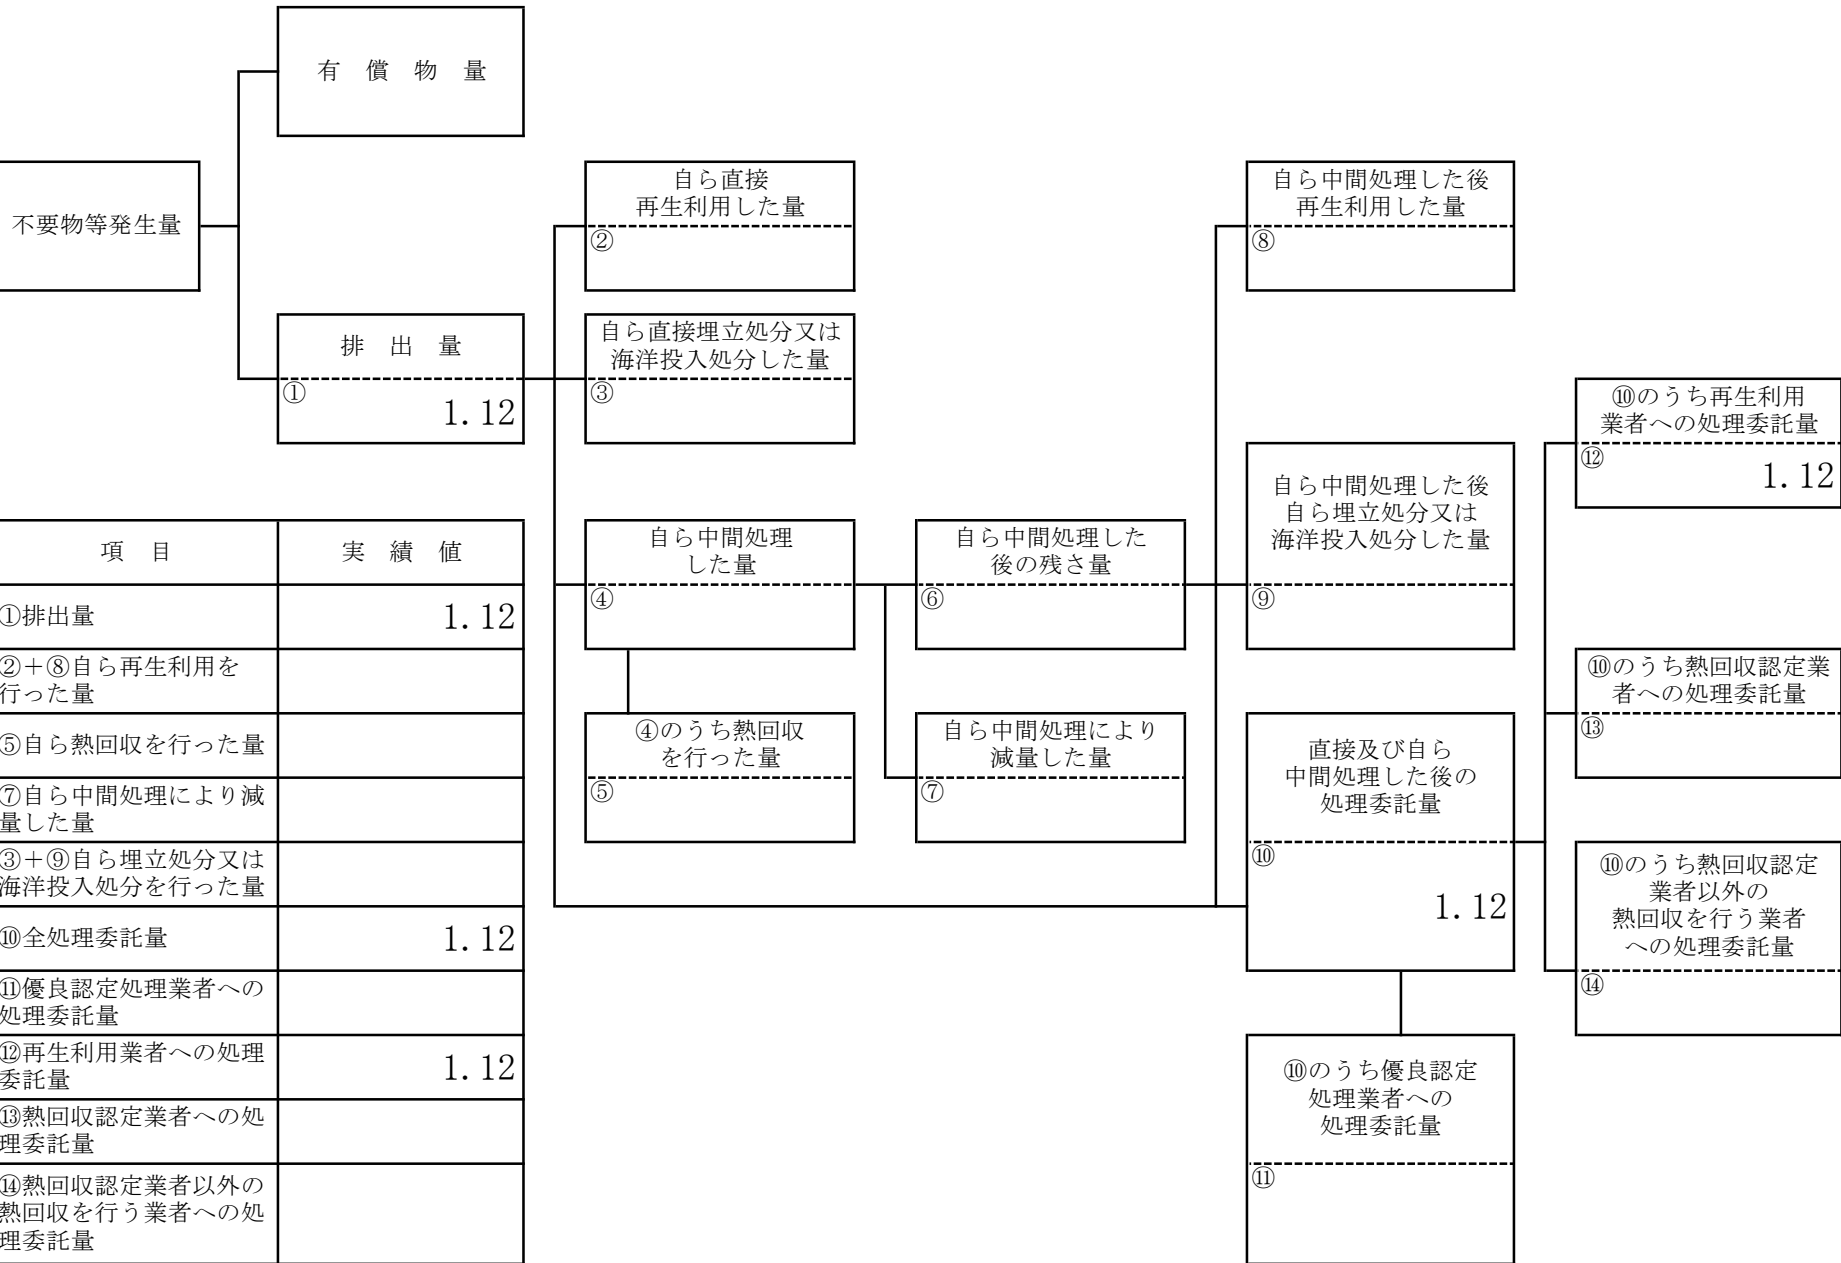 有 償 物 量
不要物等発生量
排 出 量
①
1.12
自ら直接
再生利用した量
②
自ら直接埋立処分又は
海洋投入処分した量
③
自ら中間処理
した量
④
④のうち熱回収
を行った量
⑤
自ら中間処理した
後の残さ量
⑥
自ら中間処理により
減量した量
⑦
自ら中間処理した後
再生利用した量
⑧
自ら中間処理した後
自ら埋立処分又は
海洋投入処分した量
⑨
直接及び自ら
中間処理した後の
処理委託量
⑩
1.12
⑩のうち優良認定
処理業者への
処理委託量
⑪
⑩のうち再生利用
業者への処理委託量
⑫
1.12
⑩のうち熱回収認定業
者への処理委託量
⑬
⑩のうち熱回収認定
業者以外の
熱回収を行う業者
への処理委託量
⑭
項 目 実 績 値
①排出量 1.12
②＋⑧自ら再生利用を
行った量
⑤自ら熱回収を行った量
⑦自ら中間処理により減
量した量
③＋⑨自ら埋立処分又は
海洋投入処分を行った量
⑩全処理委託量 1.12
⑪優良認定処理業者への
処理委託量
⑫再生利用業者への処理
委託量 1.12
⑬熱回収認定業者への処
理委託量
⑭熱回収認定業者以外の
熱回収を行う業者への処
理委託量